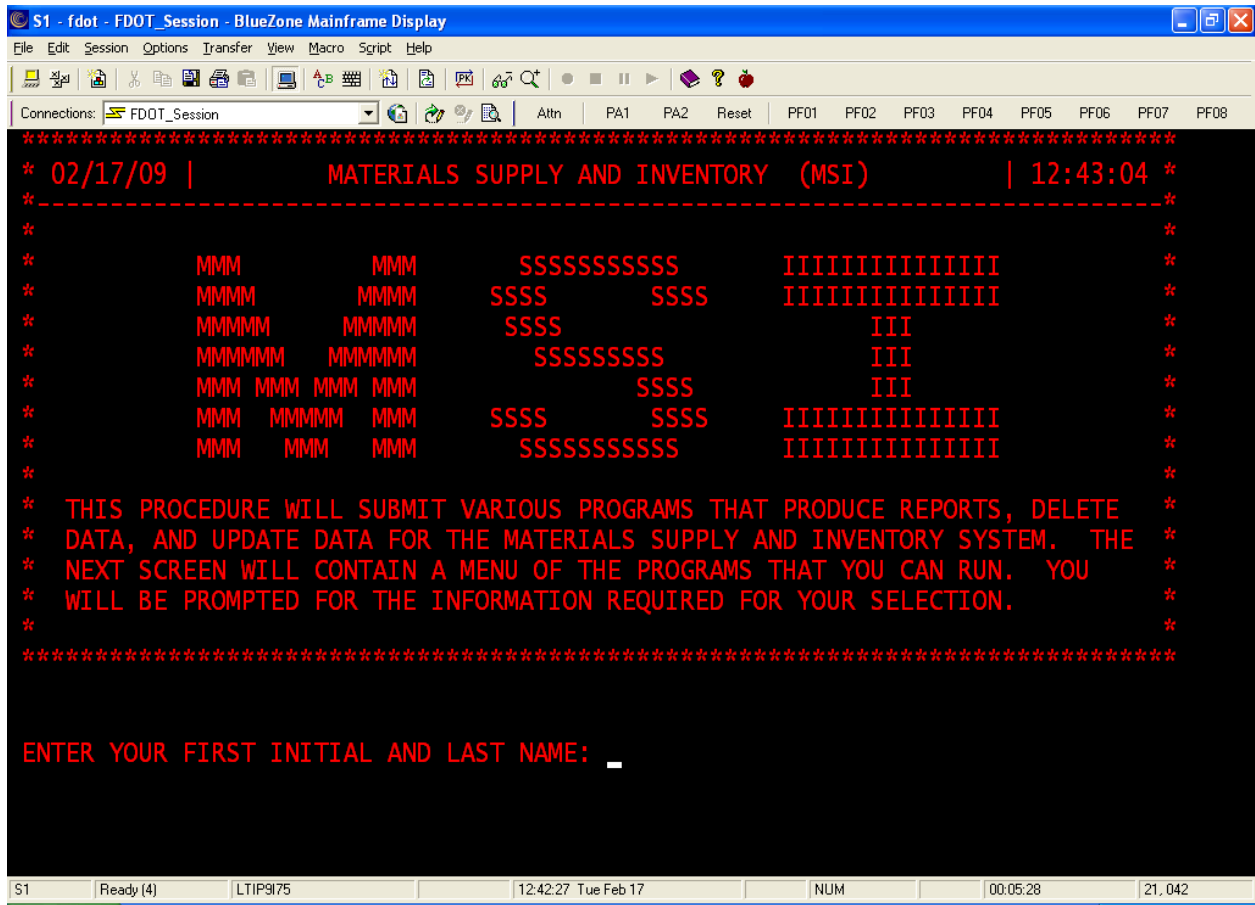 S1 - fdot - FDOT_Session - BlueZone Mainframe Display
File Edit Session Options Transfer View Macro Script Help
Connections: FDOT_Session Attn PA1 PA2 Reset PF01 PF02 PF03 PF04 PF05 PF06 PF07 PF08
*******************************************************************************
* 02/17/09 | MATERIALS SUPPLY AND INVENTORY (MSI) | 12:43:04 *
*-----------------------------------------------------------------------------*
* *
* MMM MMM SSSSSSSSSSS IIIIIIIIIIIIIII *
* MMMM MMMM SSSS SSSS IIIIIIIIIIIIIII *
* MMMMM MMMMM SSSS III *
* MMMMMM MMMMMM SSSSSSSSS III *
* MMM MMM MMM MMM SSSS III *
* MMM MMMMM MMM SSSS SSSS IIIIIIIIIIIIIII *
* MMM MMM MMM SSSSSSSSSSS IIIIIIIIIIIIIII *
* *
* THIS PROCEDURE WILL SUBMIT VARIOUS PROGRAMS THAT PRODUCE REPORTS, DELETE *
* DATA, AND UPDATE DATA FOR THE MATERIALS SUPPLY AND INVENTORY SYSTEM. THE *
* NEXT SCREEN WILL CONTAIN A MENU OF THE PROGRAMS THAT YOU CAN RUN. YOU *
* WILL BE PROMPTED FOR THE INFORMATION REQUIRED FOR YOUR SELECTION. *
* *
*******************************************************************************
ENTER YOUR FIRST INITIAL AND LAST NAME: _
S1 Ready (4) LTIP9I75 12:42:27 Tue Feb 17 NUM 00:05:28 21, 042